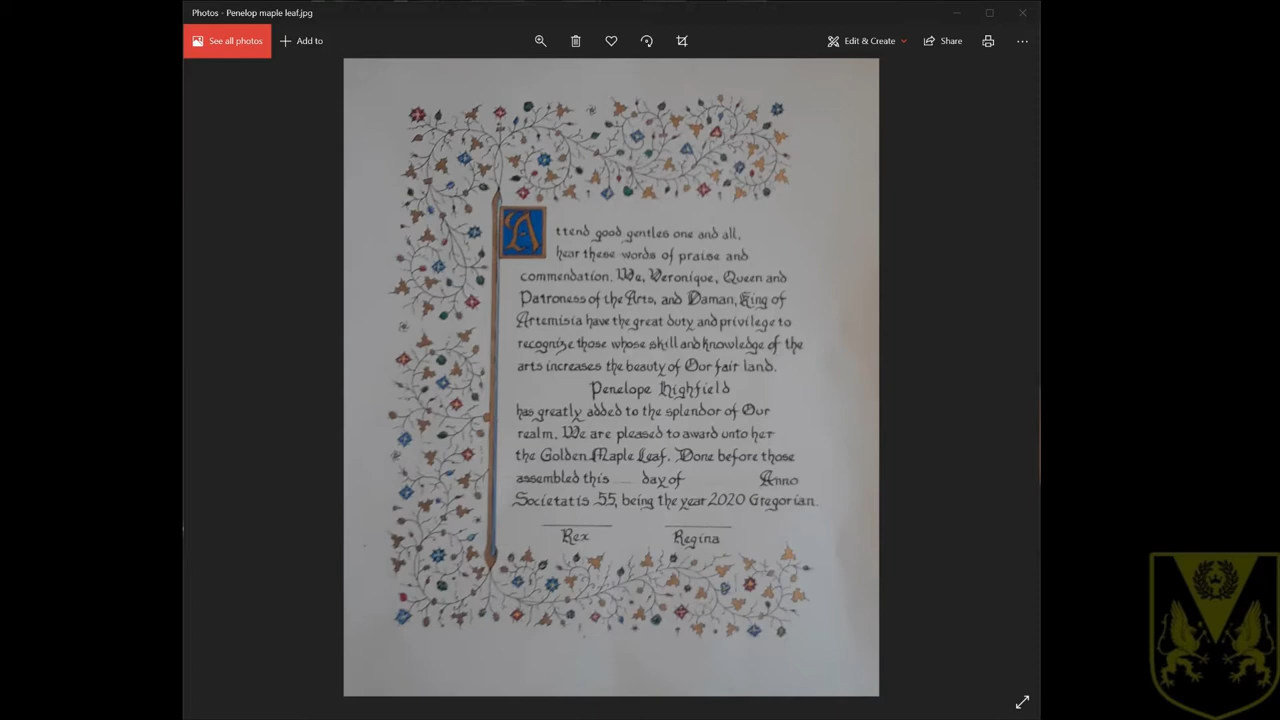 Photos - Penelop maple leaf.jpg
See all photos
Add to
Edit & Create
Share
Attend good gentles one and all,
hear these words of praise and
commendation. We, Veronique, Queen and
Patroness of the Arts, and Daman, King of
Artemisia have the great duty and privilege to
recognize those whose skill and knowledge of the
arts increases the beauty of Our fair land.
Penelope Highfield
has greatly added to the splendor of Our
realm. We are pleased to award unto her
the Golden Maple Leaf. Done before those
assembled this ___ day of Anno
Societatis 55, being the year 2020 Gregorian.
Rex Regina